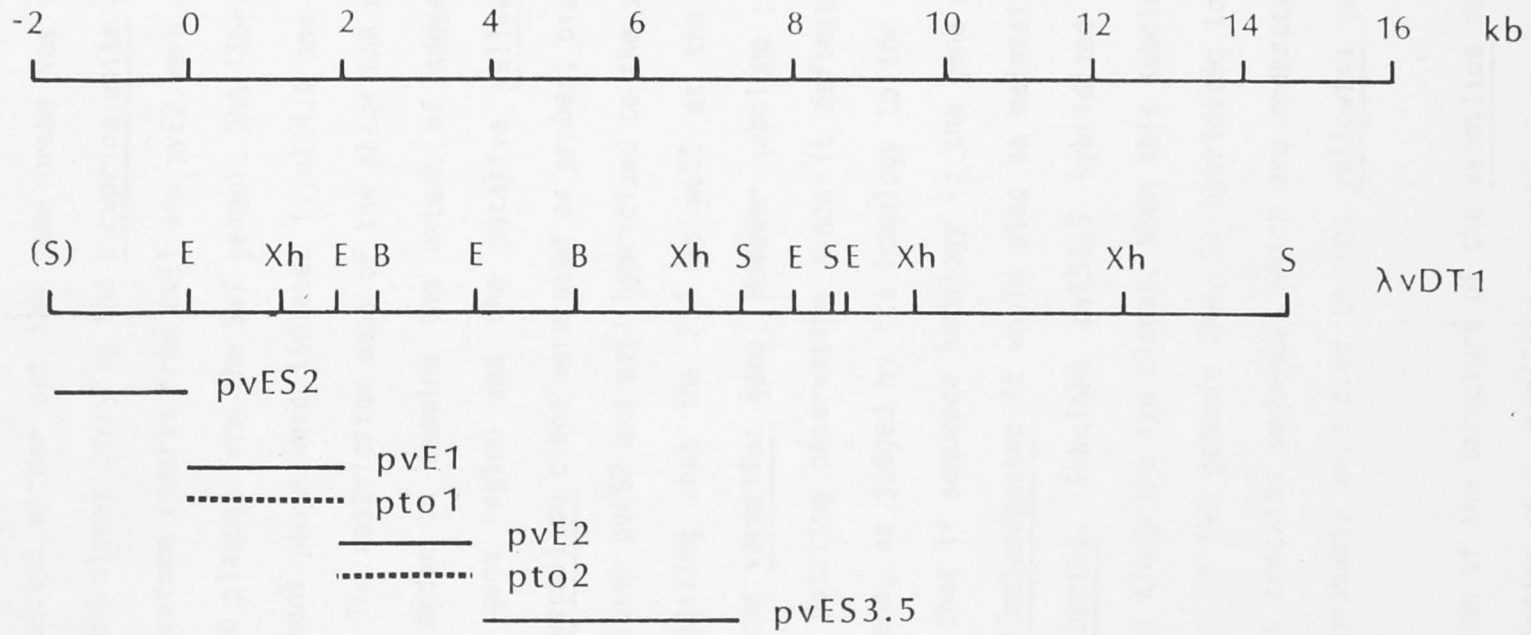 -2 0 2 4 6 8 10 12 14 16 kb
(S) E Xh E B E B Xh S E S E Xh Xh S λvDT1
pvES2
pvE1
pto1
pvE2
pto2
pvES3.5